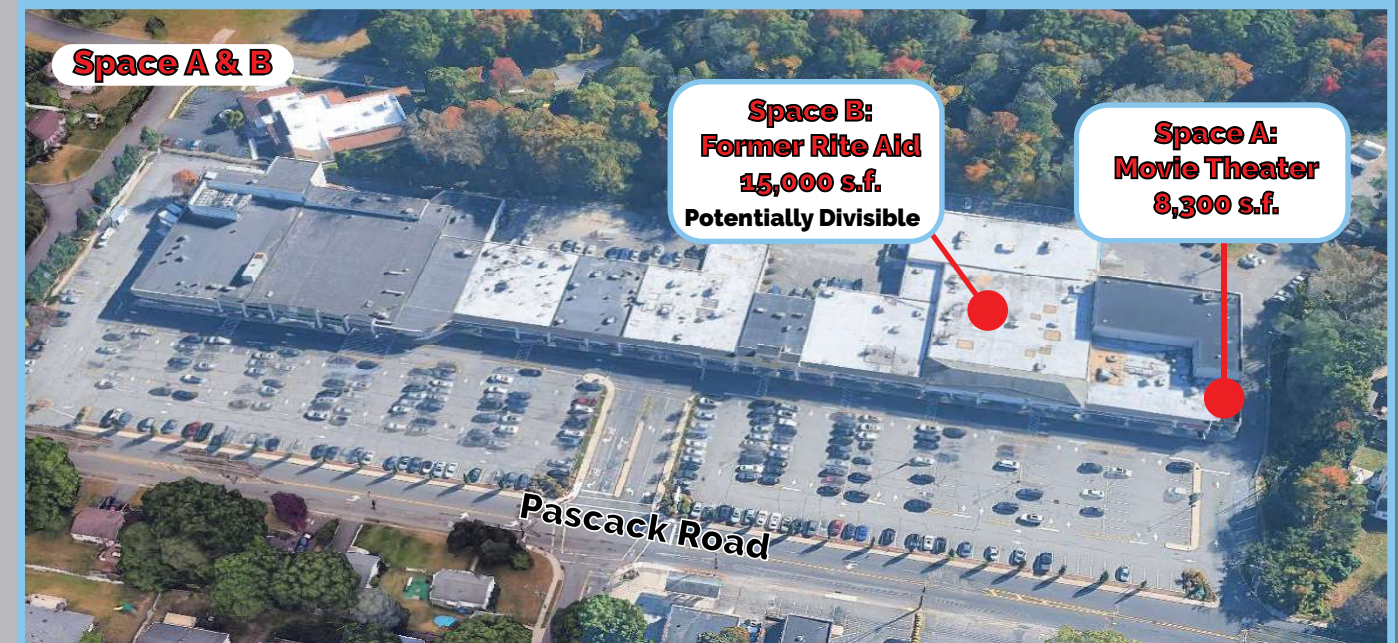 Space A & B
Space B:
Former Rite Aid
15,000 s.f.
Potentially Divisible
Space A:
Movie Theater
8,300 s.f.
Pascack Road